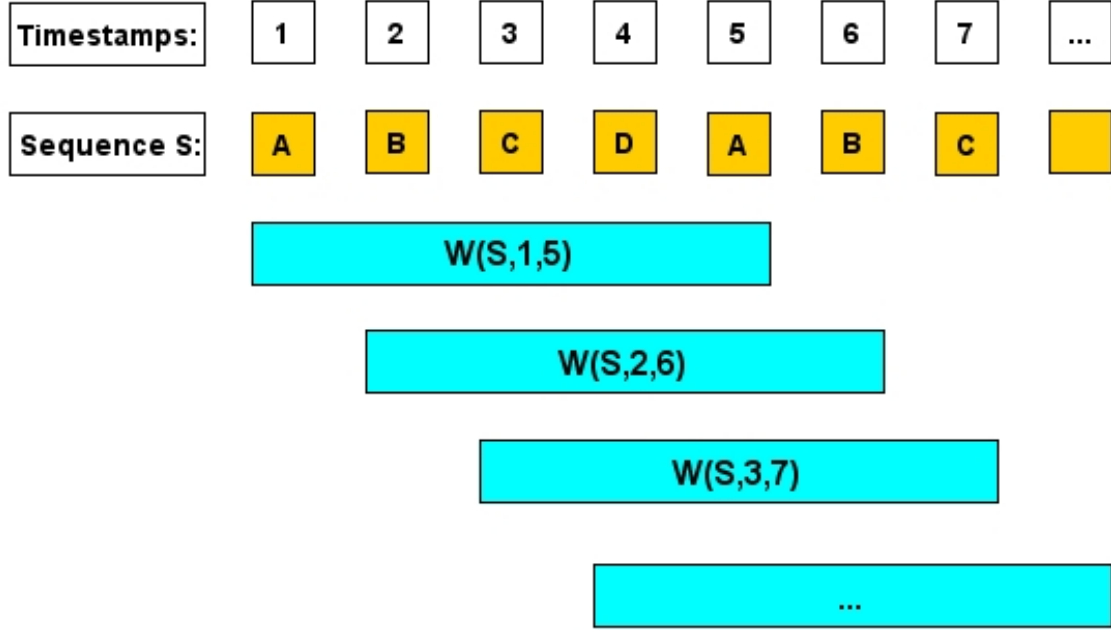 Timestamps: 1 2 3 4 5 6 7 ...
Sequence S: A B C D A B C
W(S,1,5)
W(S,2,6)
W(S,3,7)
...